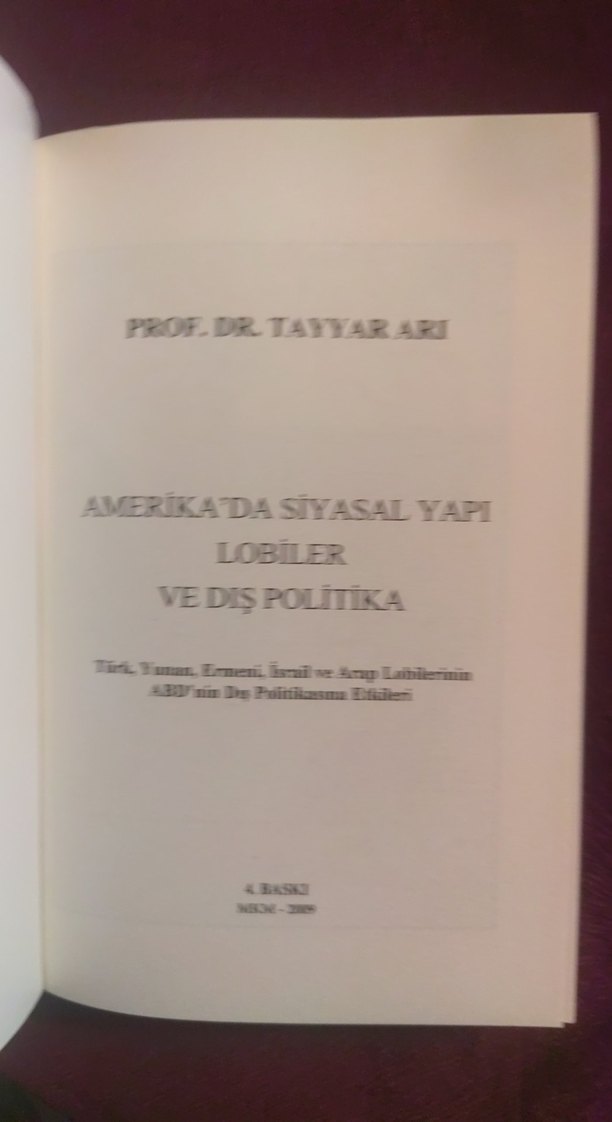 PROF. DR. TAYYAR ARI
AMERİKA'DA SİYASAL YAPI
LOBİLER
VE DIŞ POLİTİKA
Türk, Yunan, Ermeni, İsrail ve Arap Lobilerinin
ABD'nin Dış Politikasına Etkileri
4. BASKI
MKM - 2009